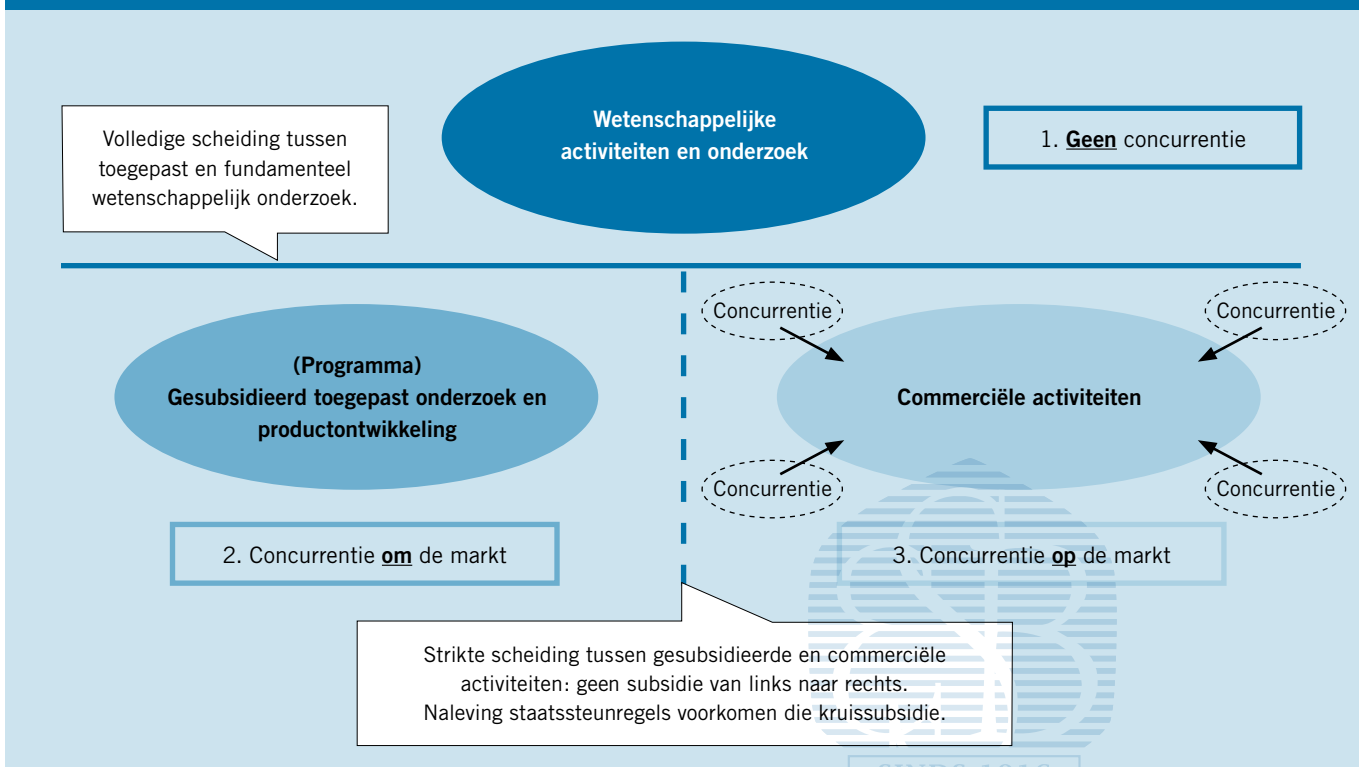 Wetenschappelijke
activiteiten en onderzoek
1. Geen concurrentie
Volledige scheiding tussen
toegepast en fundamenteel
wetenschappelijk onderzoek.
(Programma)
Gesubsidieerd toegepast onderzoek en
productontwikkeling
2. Concurrentie om de markt
Concurrentie
Concurrentie
Commerciële activiteiten
Concurrentie
Concurrentie
3. Concurrentie op de markt
Strikte scheiding tussen gesubsidieerde en commerciële
activiteiten: geen subsidie van links naar rechts.
Naleving staatssteunregels voorkomen die kruissubsidie.
SINDS 1916